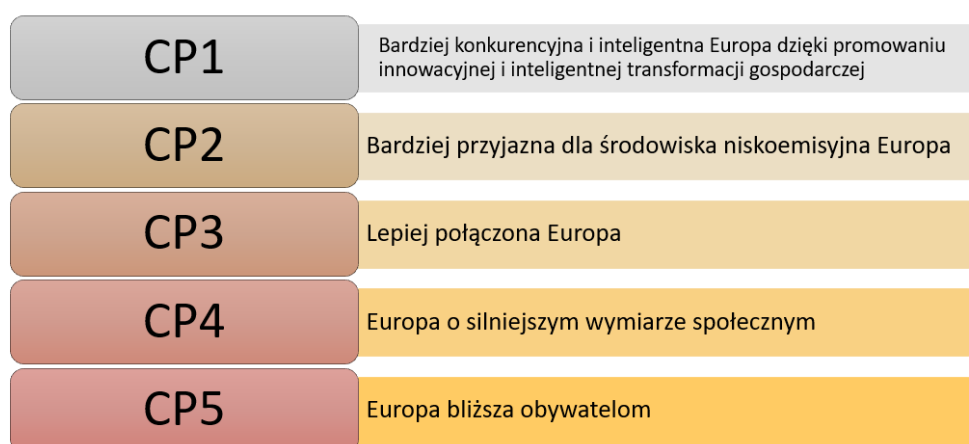 CP1
Bardziej konkurencyjna i inteligentna Europa dzięki promowaniu
innowacyjnej i inteligentnej transformacji gospodarczej
CP2
Bardziej przyjazna dla środowiska niskoemisyjna Europa
CP3
Lepiej połączona Europa
CP4
Europa o silniejszym wymiarze społecznym
CP5
Europa bliższa obywatelom